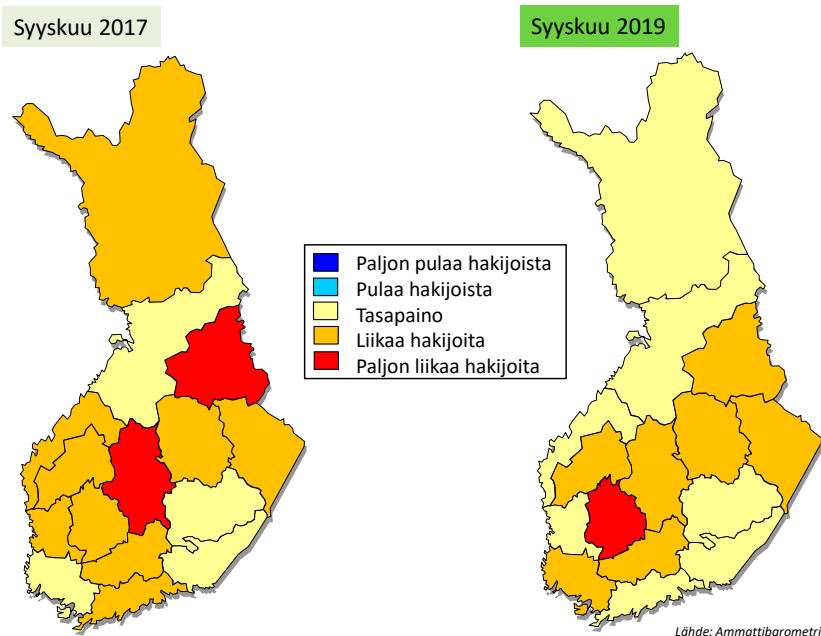 Syyskuu 2017
Syyskuu 2019
Paljon pulaa hakijoista
Pulaa hakijoista
Tasapaino
Liikaa hakijoita
Paljon liikaa hakijoita
Lähde: Ammattibarometri